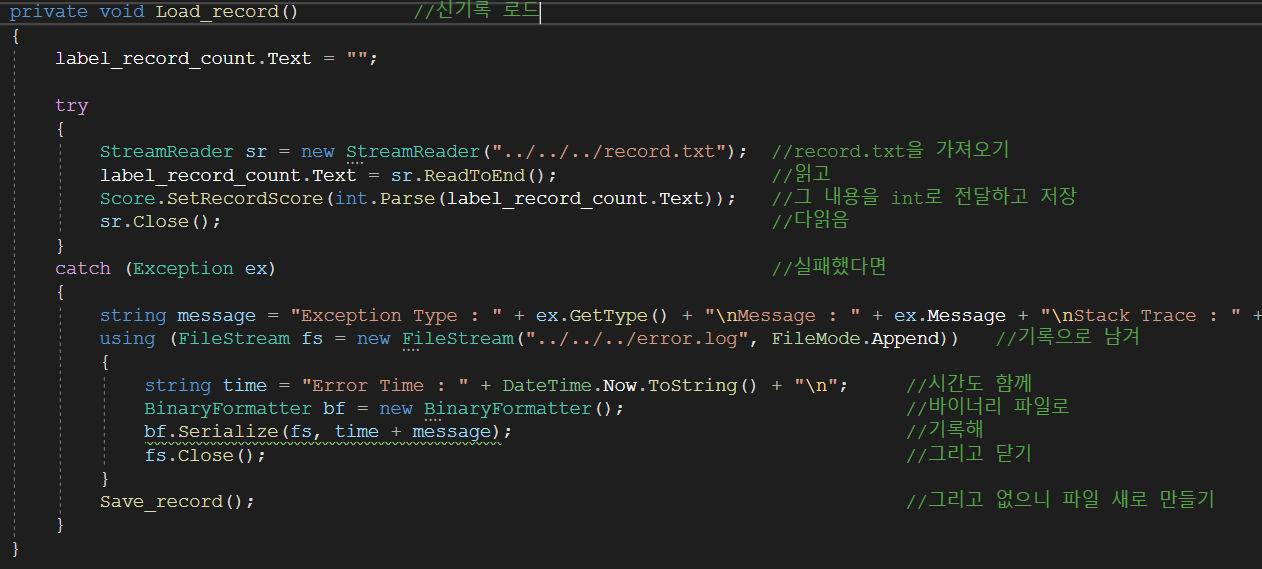 private void Load_record()          //신기록 로드
{
    label_record_count.Text = "";
    try
    {
        StreamReader sr = new StreamReader("../../../record.txt");  //record.txt을 가져오기
        label_record_count.Text = sr.ReadToEnd();                   //읽고
        Score.SetRecordScore(int.Parse(label_record_count.Text));   //그 내용을 int로 전달하고 저장
        sr.Close();                                                 //다읽음
    }
    catch (Exception ex)                                            //실패했다면
    {
        string message = "Exception Type : " + ex.GetType() + "\nMessage : " + ex.Message + "\nStack Trace : " +
        using (FileStream fs = new FileStream("../../../error.log", FileMode.Append))   //기록으로 남겨
        {
            string time = "Error Time : " + DateTime.Now.ToString() + "\n";     //시간도 함께
            BinaryFormatter bf = new BinaryFormatter();                         //바이너리 파일로
            bf.Serialize(fs, time + message);                                   //기록해
            fs.Close();                                                         //그리고 닫기
        }
        Save_record();                                                          //그리고 없으니 파일 새로 만들기
    }
}